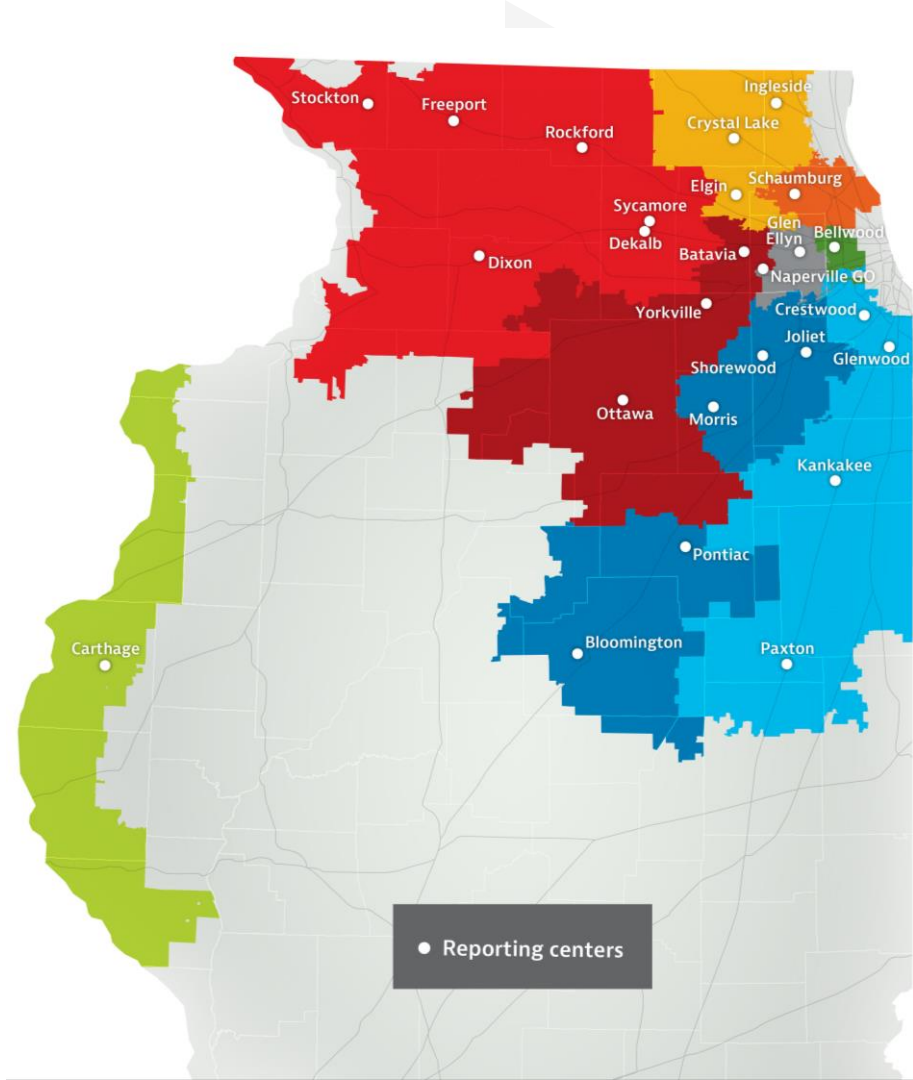 Ingleside
Stockton
Freeport
Crystal Lake
Rockford
Elgin
Schaumburg
Sycamore
Glen
Ellyn
Bellwood
Dekalb
Batavia
Dixon
Naperville GO
Yorkville
Crestwood
Joliet
Glenwood
Shorewood
Ottawa
Morris
Kankakee
Pontiac
Bloomington
Paxton
Carthage
Reporting centers